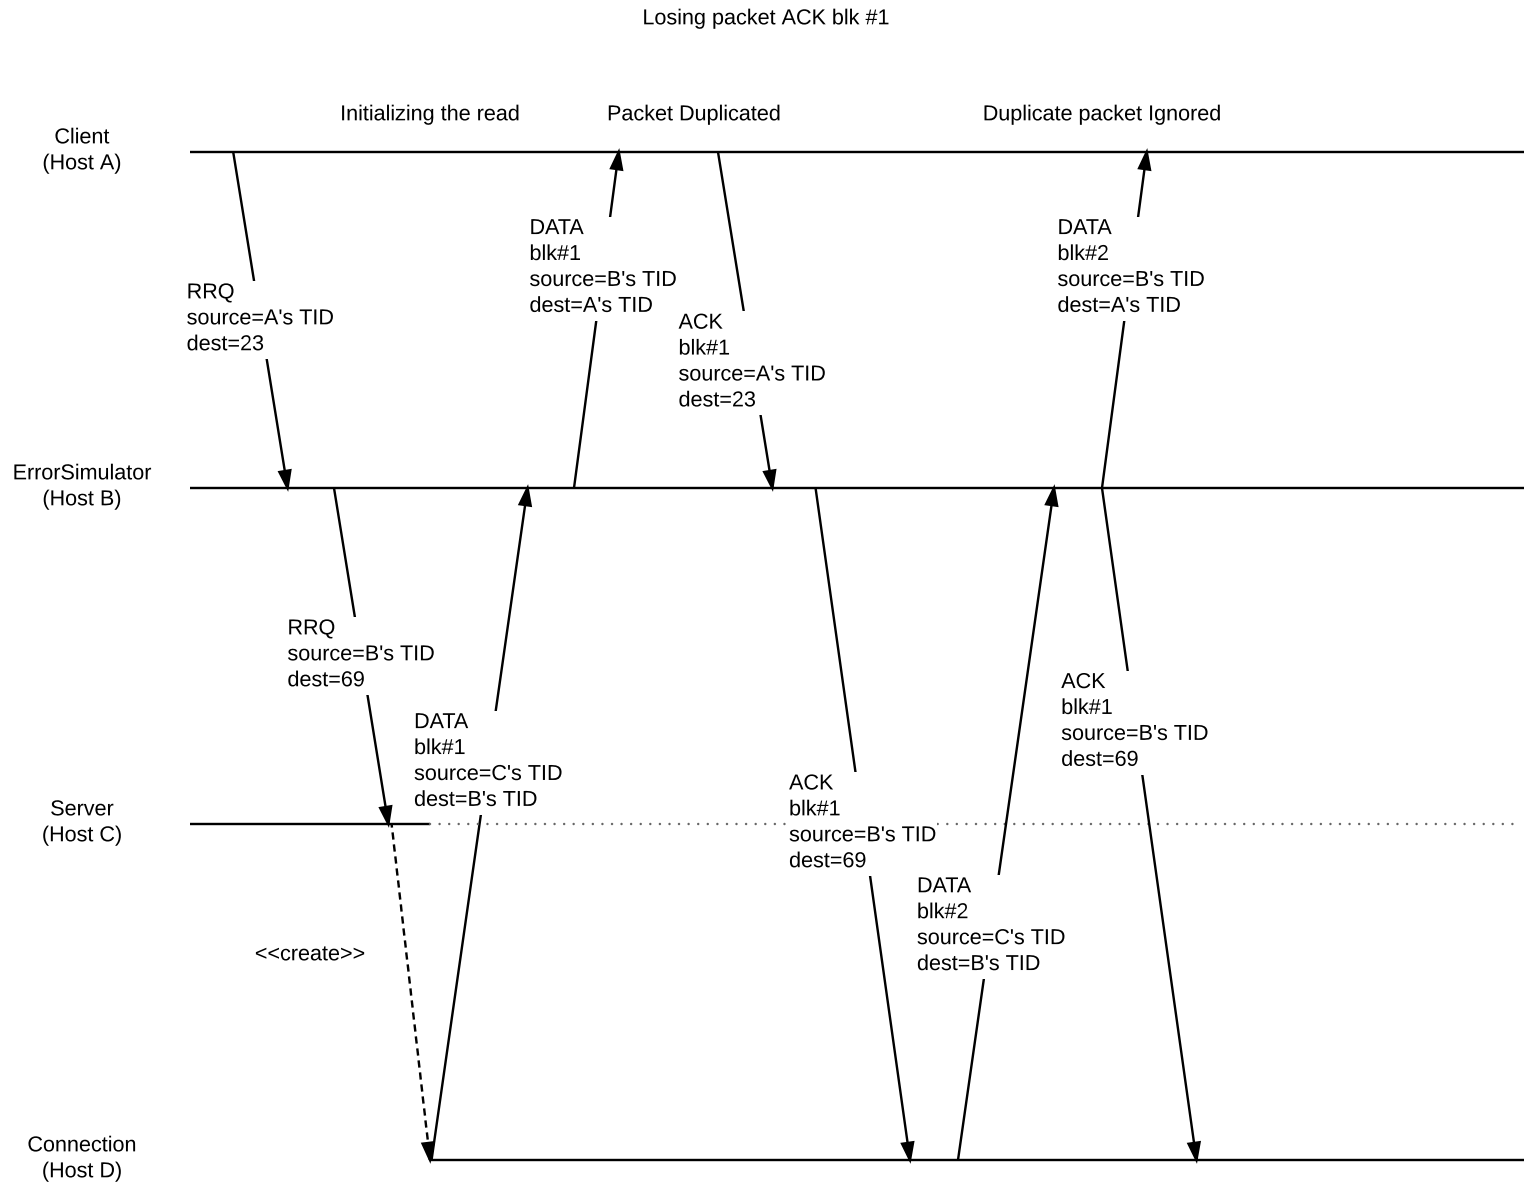 Losing packet ACK blk #1
Initializing the read
Packet Duplicated
Duplicate packet Ignored
Client
(Host A)
RRQ
source=A's TID
dest=23
DATA
blk#1
source=B's TID
dest=A's TID
ACK
blk#1
source=A's TID
dest=23
DATA
blk#2
source=B's TID
dest=A's TID
ErrorSimulator
(Host B)
RRQ
source=B's TID
dest=69
DATA
blk#1
source=C's TID
dest=B's TID
ACK
blk#1
source=B's TID
dest=69
ACK
blk#1
source=B's TID
dest=69
Server
(Host C)
DATA
blk#2
source=C's TID
dest=B's TID
<<create>>
Connection
(Host D)